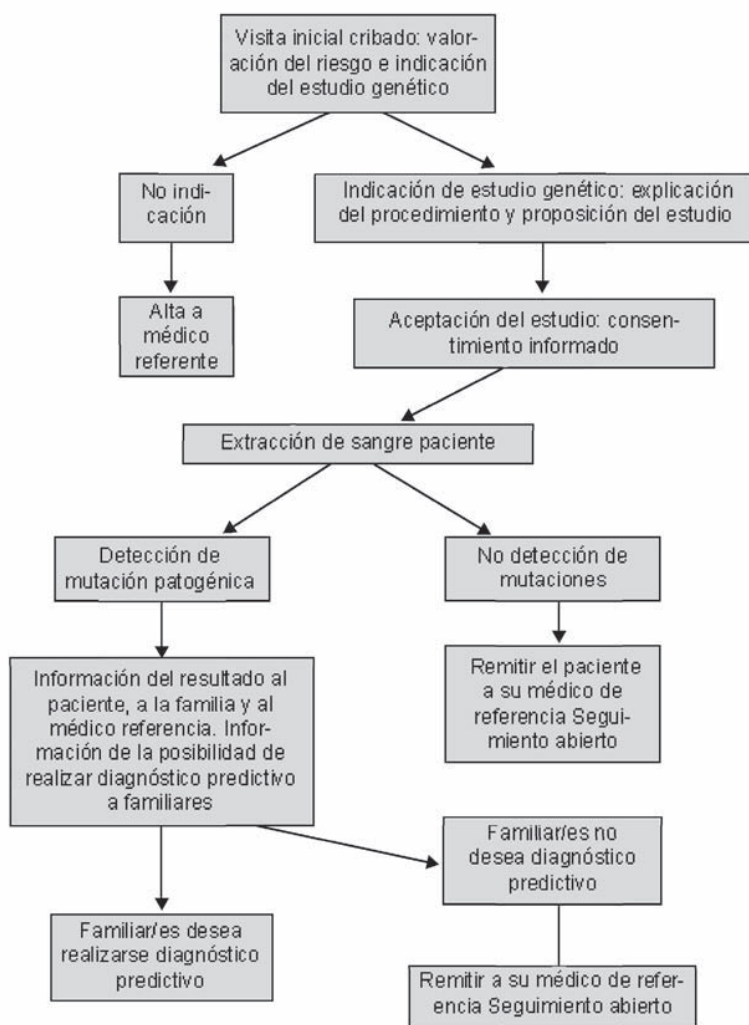 Visita inicial cribado: valor-
ación del riesgo e indicación
del estudio genético
No indi-
cación
Indicación de estudio genético: explicación
del procedimiento y proposición del estudio
Alta a
médico
referente
Aceptación del estudio: consen-
timiento informado
Extracción de sangre paciente
Detección de
mutación patogénica
No detección de
mutaciones
Información del resultado al
paciente, a la familia y al
médico referencia. Infor-
mación de la posibilidad de
realizar diagnóstico predictivo
a familiares
Remitir el paciente
a su médico de
referencia Segui-
miento abierto
Familiar/es no
desea diagnóstico
predictivo
Familiar/es desea
realizarse diagnóstico
predictivo
Remitir a su médico de refer-
encia Seguimiento abierto